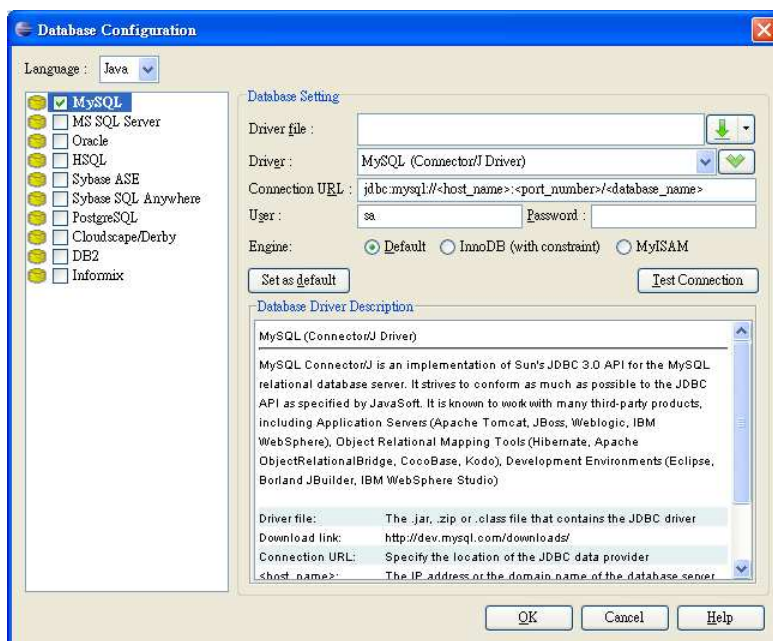 Database Configuration
Language : Java
MySQL
MS SQL Server
Oracle
HSQL
Sybase ASE
Sybase SQL Anywhere
PostgreSQL
Cloudscape/Derby
DB2
Informix
Database Setting
Driver file :
Driver : MySQL (Connector/J Driver)
Connection URL : jdbc:mysql://<host_name>:<port_number>/<database_name>
User : sa Password :
Engine: Default InnoDB (with constraint) MyISAM
Set as default Test Connection
Database Driver Description
MySQL (Connector/J Driver)
MySQL Connector/J is an implementation of Sun's JDBC 3.0 API for the MySQL
relational database server. It strives to conform as much as possible to the JDBC
API as specified by JavaSoft. It is known to work with many third-party products,
including Application Servers (Apache Tomcat, JBoss, Weblogic, IBM
WebSphere), Object Relational Mapping Tools (Hibernate, Apache
ObjectRelationalBridge, CocoBase, Kodo), Development Environments (Eclipse,
Borland JBuilder, IBM WebSphere Studio)
Driver file: The .jar, .zip or .class file that contains the JDBC driver
Download link: http://dev.mysql.com/downloads/
Connection URL: Specify the location of the JDBC data provider
<host_name>: The IP address or the domain name of the database server
OK Cancel Help